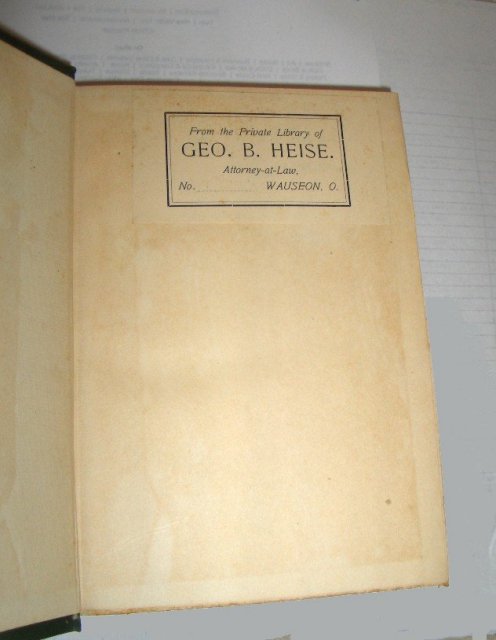 From the Private Library of
GEO. B. HEISE.
Attorney-at-Law,
No. ............ WAUSEON, O.